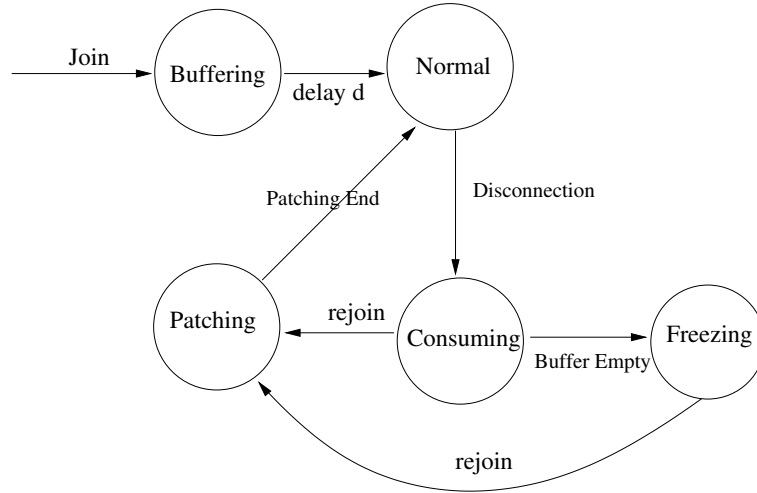 Join
Buffering
delay d
Normal
Patching End
Disconnection
Patching
rejoin
Consuming
Buffer Empty
Freezing
rejoin